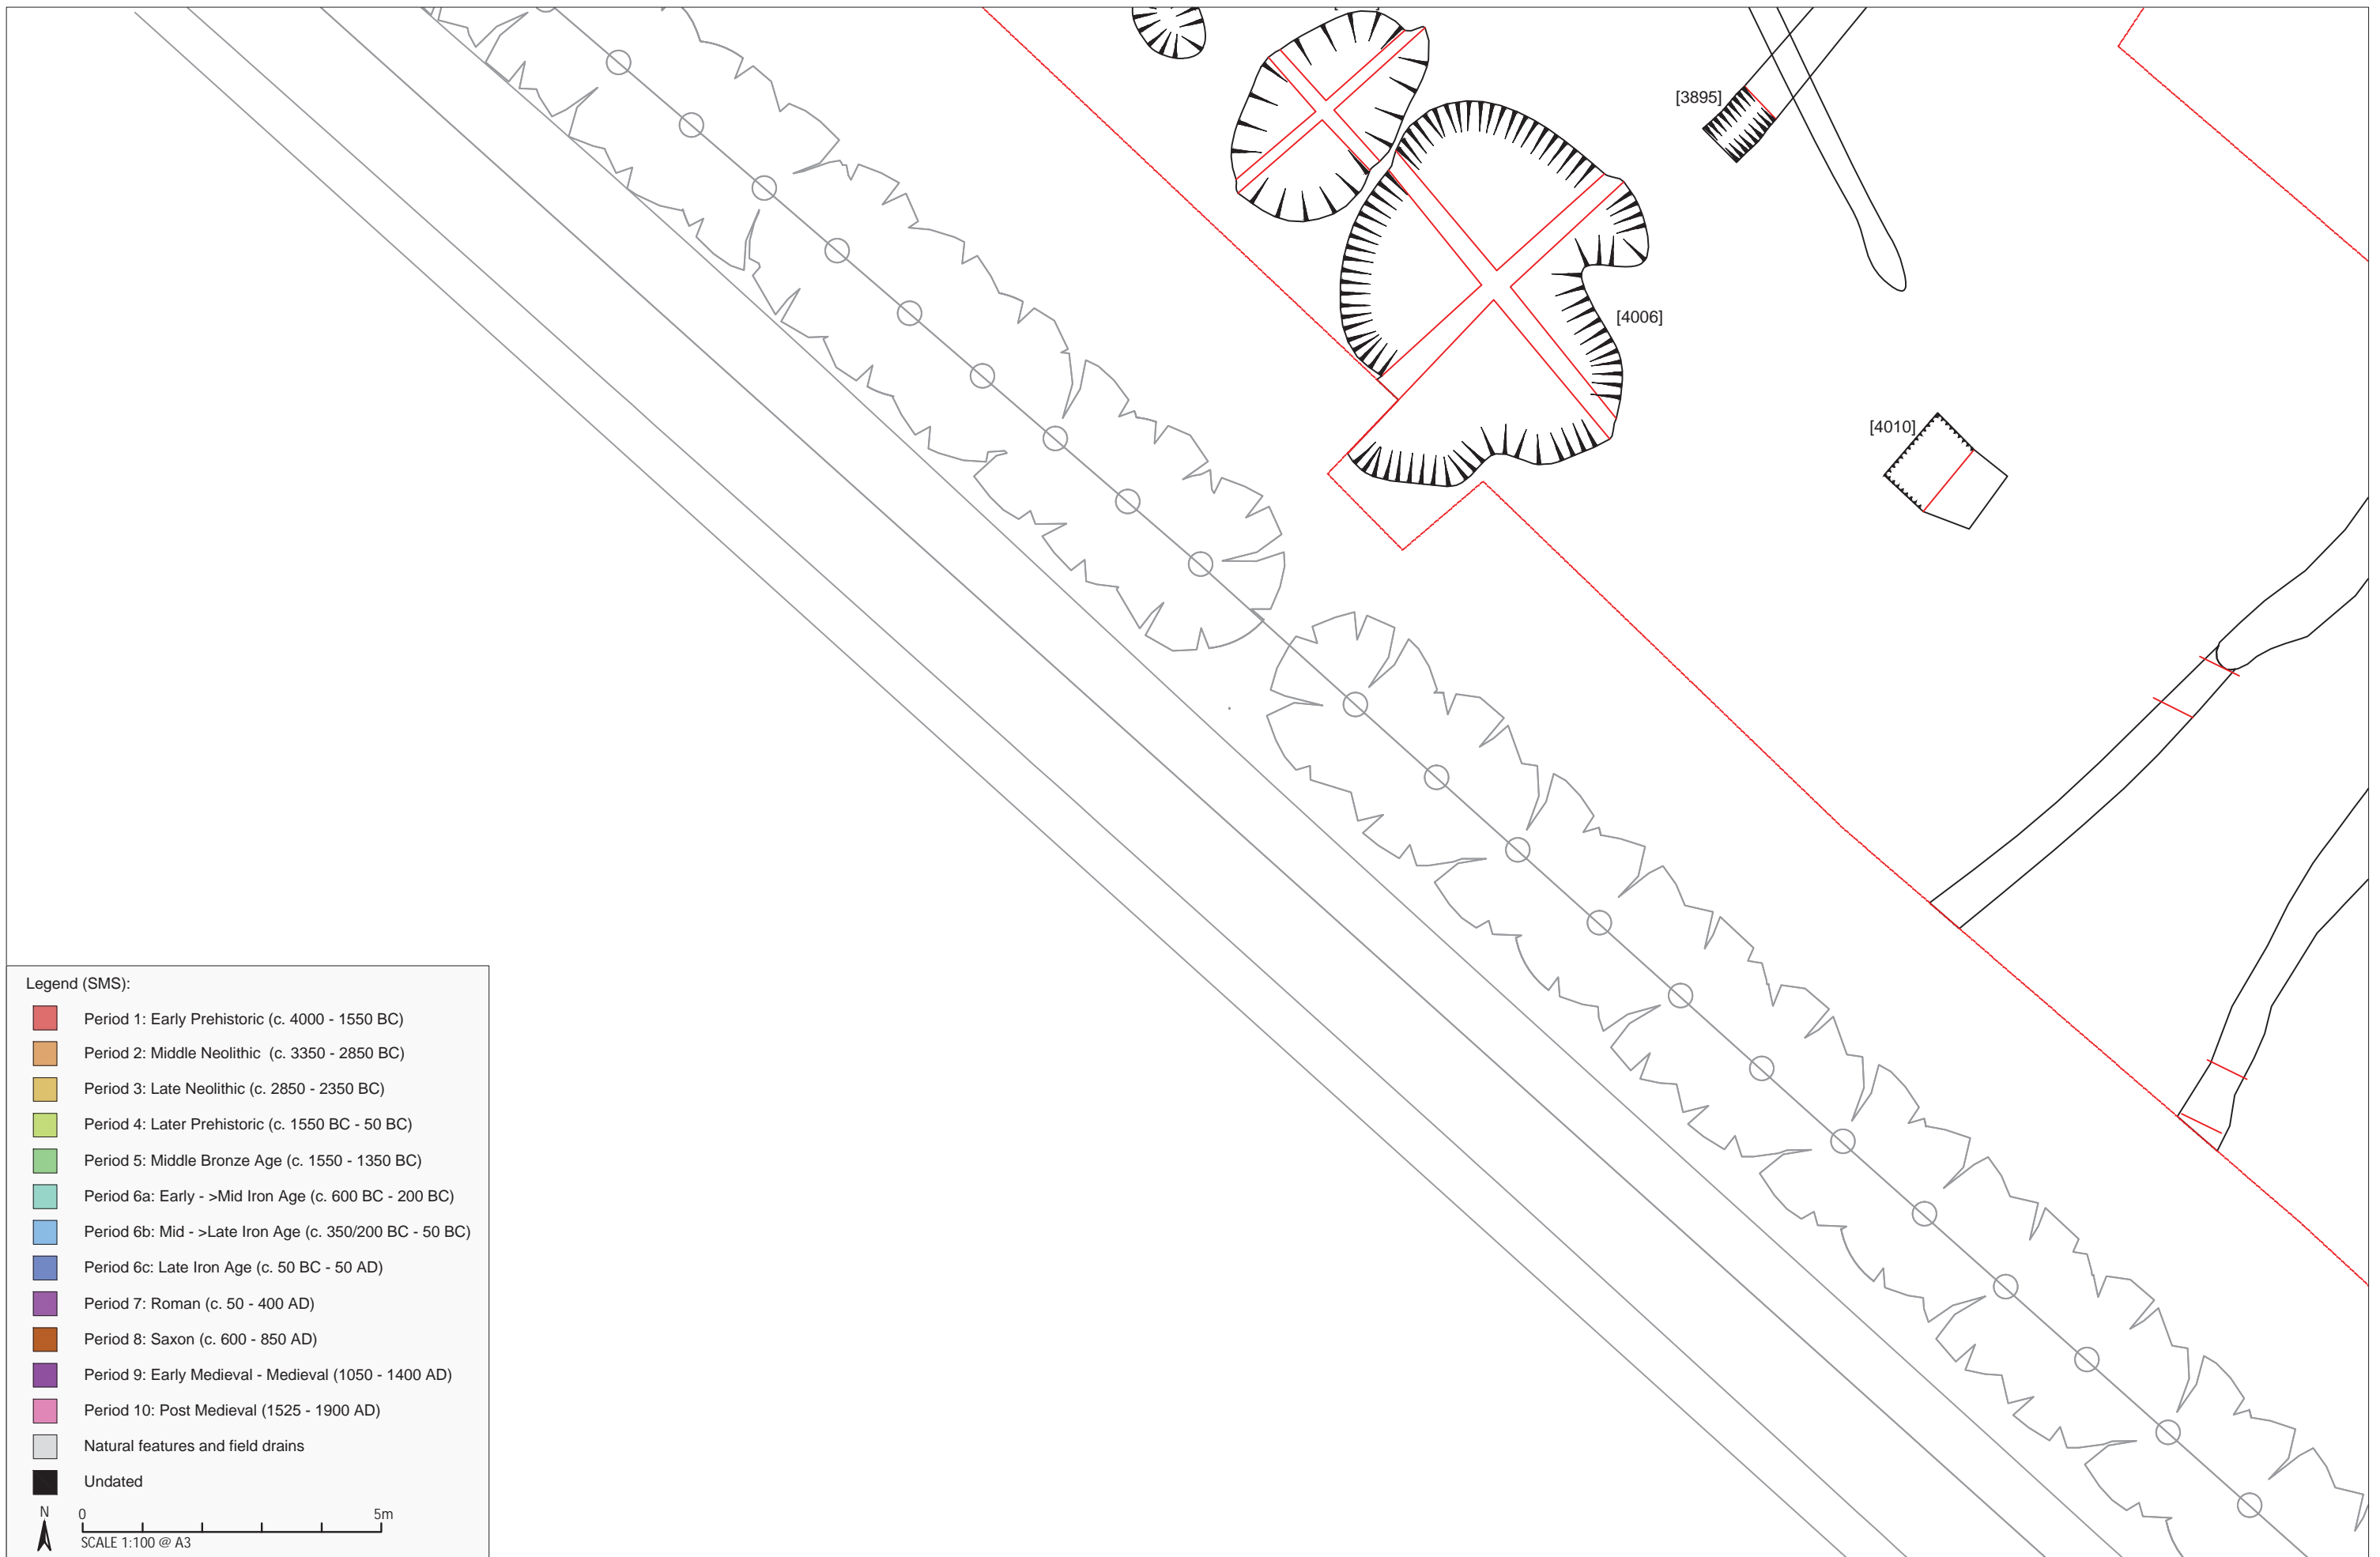 [3895]
[4006]
[4010]
Legend (SMS):
Period 1: Early Prehistoric (c. 4000 - 1550 BC)
Period 2: Middle Neolithic  (c. 3350 - 2850 BC)
Period 3: Late Neolithic (c. 2850 - 2350 BC)
Period 4: Later Prehistoric (c. 1550 BC - 50 BC)
Period 5: Middle Bronze Age (c. 1550 - 1350 BC)
Period 6a: Early - >Mid Iron Age (c. 600 BC - 200 BC)
Period 6b: Mid - >Late Iron Age (c. 350/200 BC - 50 BC)
Period 6c: Late Iron Age (c. 50 BC - 50 AD)
Period 7: Roman (c. 50 - 400 AD)
Period 8: Saxon (c. 600 - 850 AD)
Period 9: Early Medieval - Medieval (1050 - 1400 AD)
Period 10: Post Medieval (1525 - 1900 AD)
Natural features and field drains
Undated
N 0 5m
SCALE 1:100 @ A3